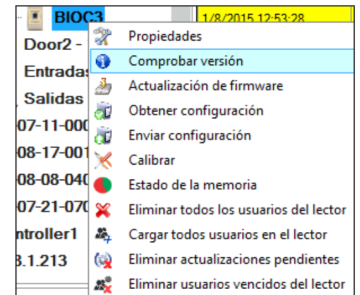 BIOC3
1/8/2015 12:53:28
Door2 -
Entradas
Salidas
07-11-000
08-17-001
08-08-040
07-21-070
ntroller1
3.1.213
Propiedades
Comprobar versión
Actualización de firmware
Obtener configuración
Enviar configuración
Calibrar
Estado de la memoria
Eliminar todos los usuarios del lector
Cargar todos usuarios en el lector
Eliminar actualizaciones pendientes
Eliminar usuarios vencidos del lector